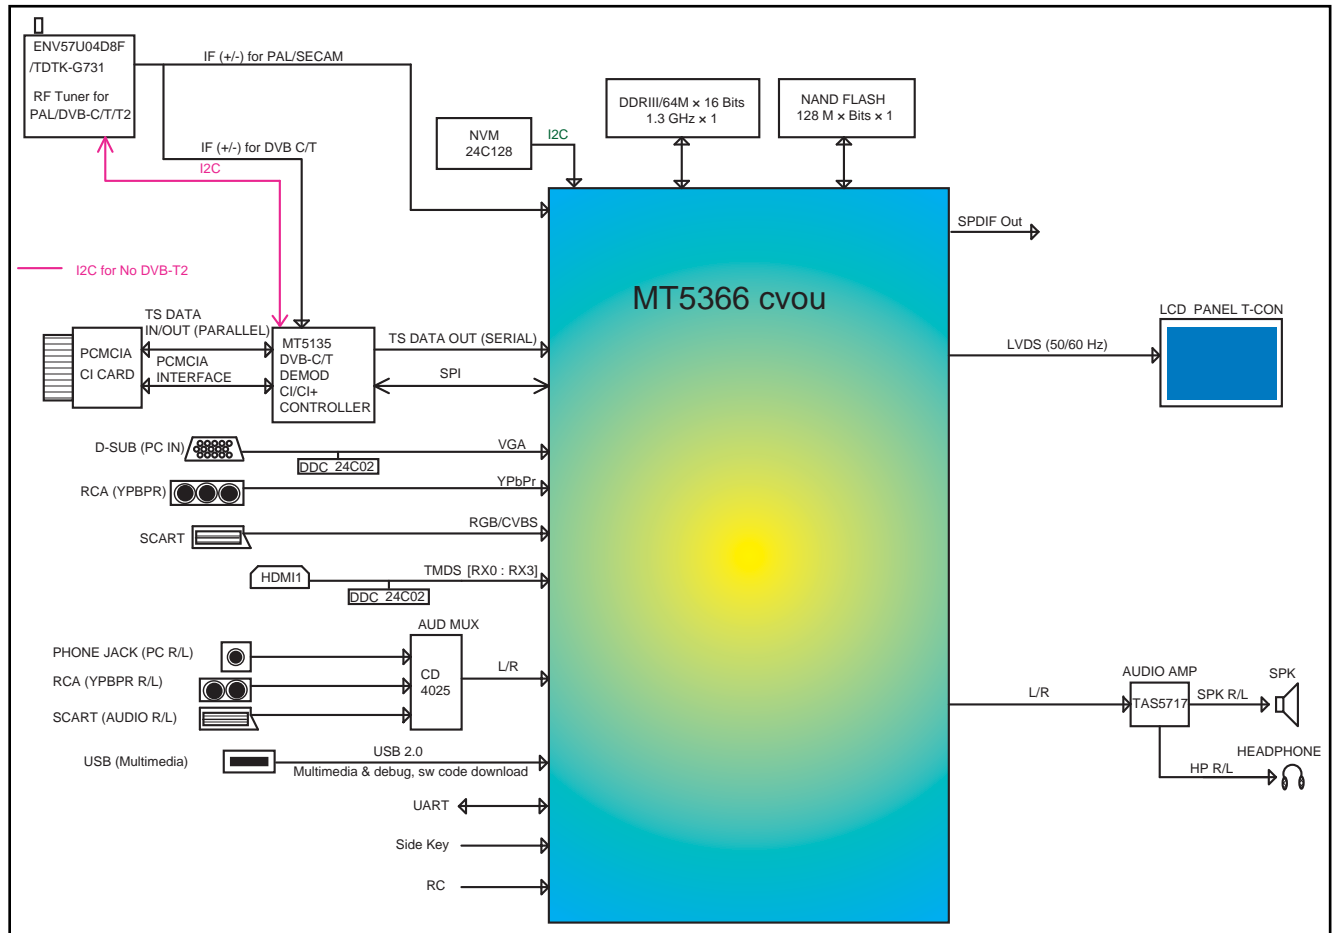 ENV57U04D8F
/TDTK-G731
RF Tuner for
PAL/DVB-C/T/T2
IF (+/-) for PAL/SECAM
IF (+/-) for DVB C/T
I2C
I2C for No DVB-T2
NVM
24C128
I2C
DDRIII/64M × 16 Bits
1.3 GHz × 1
NAND FLASH
128 M × Bits × 1
MT5366 cvou
SPDIF Out
LCD PANEL T-CON
LVDS (50/60 Hz)
TS DATA
IN/OUT (PARALLEL)
PCMCIA
CI CARD
PCMCIA
INTERFACE
MT5135
DVB-C/T
DEMOD
CI/CI+
CONTROLLER
TS DATA OUT (SERIAL)
SPI
D-SUB (PC IN)
DDC 24C02
VGA
RCA (YPBPR)
YPbPr
SCART
RGB/CVBS
HDMI1
DDC 24C02
TMDS [RX0 : RX3]
AUD MUX
PHONE JACK (PC R/L)
RCA (YPBPR R/L)
SCART (AUDIO R/L)
CD
4025
L/R
USB (Multimedia)
USB 2.0
Multimedia & debug, sw code download
UART
Side Key
RC
L/R
AUDIO AMP
TAS5717
SPK R/L
SPK
HP R/L
HEADPHONE